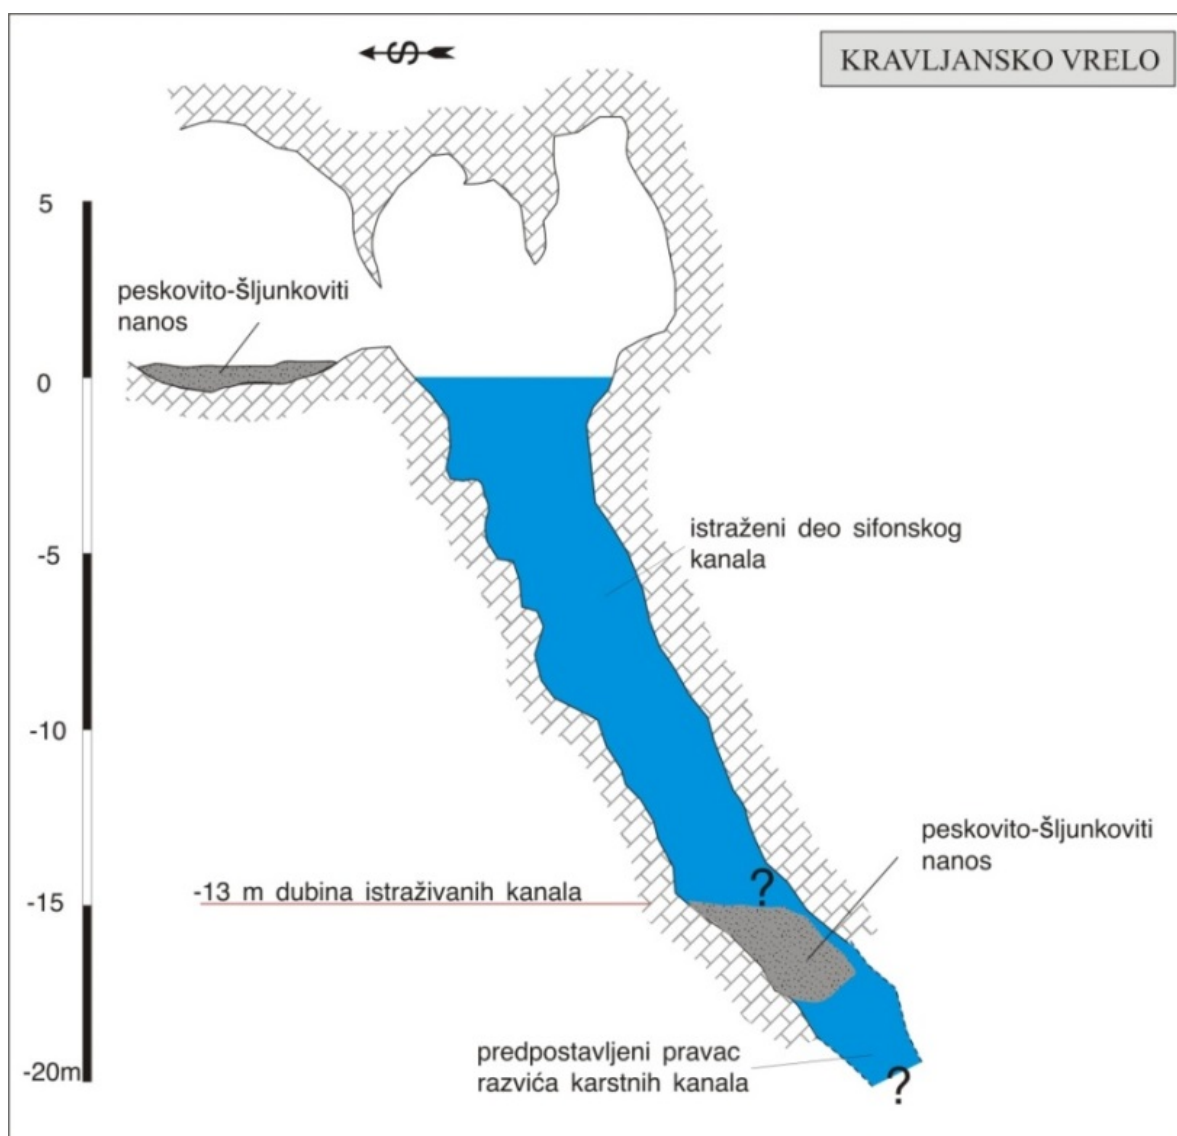 S
KRAVLJANSKO VRELO
5
peskovito-šljunkoviti
nanos
0
istraženi deo sifonskog
kanala
-5
-10
peskovito-šljunkoviti
nanos
?
-13 m dubina istraživanih kanala
-15
predpostavljeni pravac
razvića karstnih kanala
-20m
?